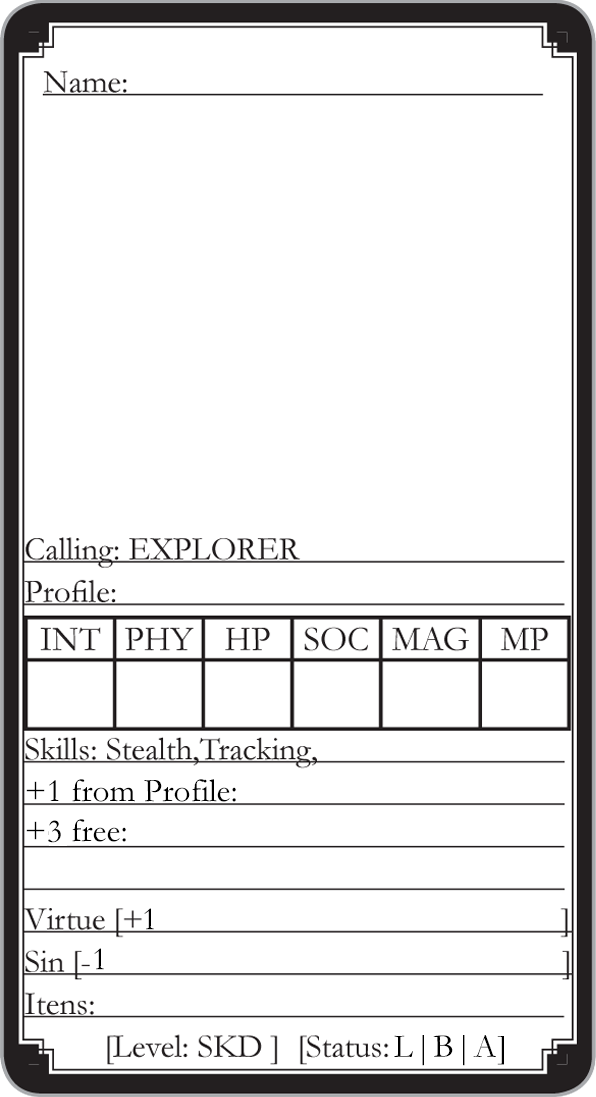 Name:
Calling: EXPLORER
Profile:
INT PHY HP SOC MAG MP
Skills: Stealth,Tracking,
+1 from Profile:
+3 free:
Virtue [+1 ]
Sin [-1 ]
Itens:
[Level: SKD ] [Status: L | B | A]